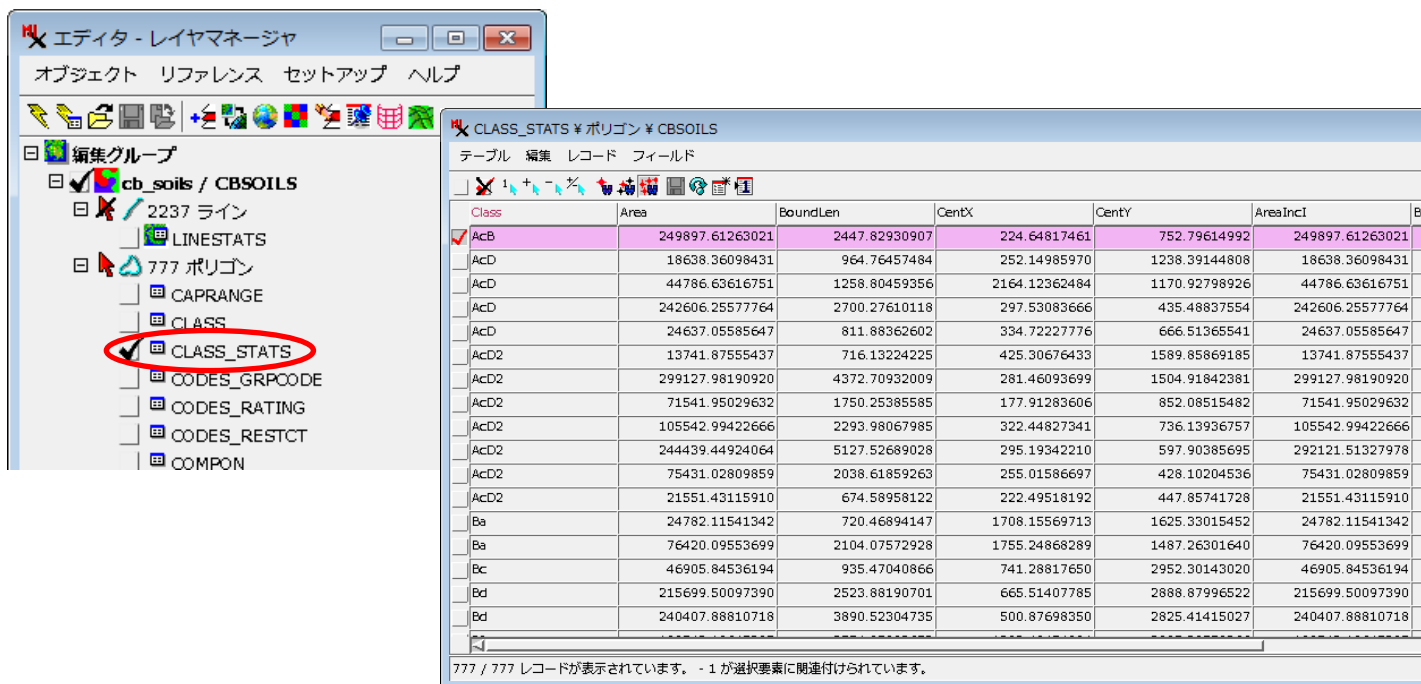 エディタ - レイヤマネージャ
オブジェクト リファレンス セットアップ ヘルプ
編集グループ
cb_soils / CBSOILS
2237 ライン
LINESTATS
777 ポリゴン
CAPRANGE
CLASS
CLASS_STATS
CODES_GRPCODE
CODES_RATING
CODES_RESTCT
COMPON
CLASS_STATS ¥ ポリゴン ¥ CBSOILS
テーブル 編集 レコード フィールド
Class Area BoundLen CentX CentY AreaIncI B
AcB 249897.61263021 2447.82930907 224.64817461 752.79614992 249897.61263021
AcD 18638.36098431 964.76457484 252.14985970 1238.39144808 18638.36098431
AcD 44786.63616751 1258.80459356 2164.12362484 1170.92798926 44786.63616751
AcD 242606.25577764 2700.27610118 297.53083666 435.48837554 242606.25577764
AcD 24637.05585647 811.88362602 334.72227776 666.51365541 24637.05585647
AcD2 13741.87555437 716.13224225 425.30676433 1589.85869185 13741.87555437
AcD2 299127.98190920 4372.70932009 281.46093699 1504.91842381 299127.98190920
AcD2 71541.95029632 1750.25385585 177.91283606 852.08515482 71541.95029632
AcD2 105542.99422666 2293.98067985 322.44827341 736.13936757 105542.99422666
AcD2 244439.44924064 5127.52689028 295.19342210 597.90385695 292121.51327978
AcD2 75431.02809859 2038.61859263 255.01586697 428.10204536 75431.02809859
AcD2 21551.43115910 674.58958122 222.49518192 447.85741728 21551.43115910
Ba 24782.11541342 720.46894147 1708.15569713 1625.33015452 24782.11541342
Ba 76420.09553699 2104.07572928 1755.24868289 1487.26301640 76420.09553699
Bc 46905.84536194 935.47040866 741.28817650 2952.30143020 46905.84536194
Bd 215699.50097390 2523.88190701 665.51407785 2888.87996522 215699.50097390
Bd 240407.88810718 3890.52304735 500.87698350 2825.41415027 240407.88810718
777 / 777 レコードが表示されています。 - 1 が選択要素に関連付けられています。